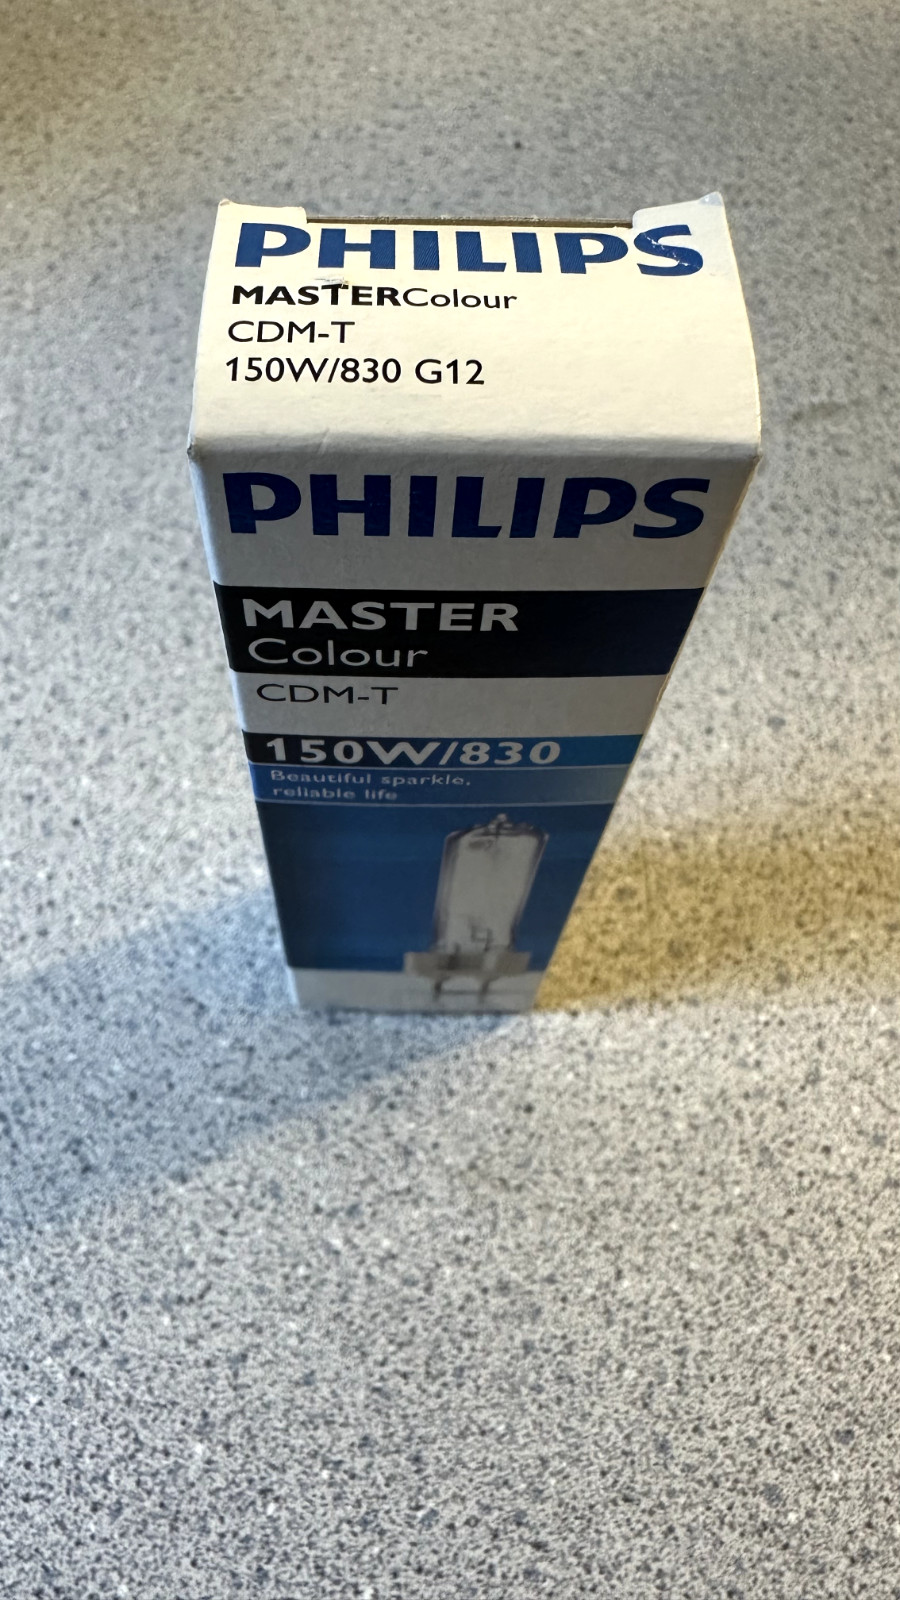 PHILIPS
MASTERColour
CDM-T
150W/830 G12
PHILIPS
MASTER
Colour
CDM-T
150W/830
Beautiful sparkle,
reliable life